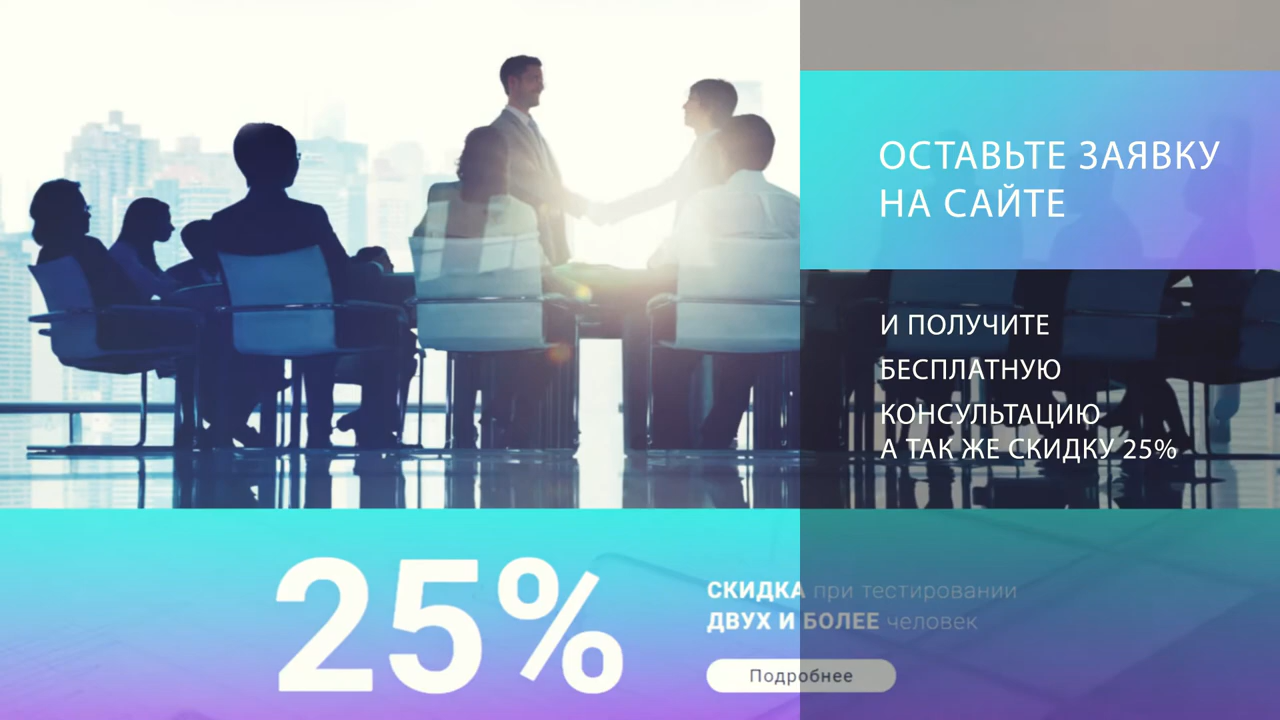 ОСТАВЬТЕ ЗАЯВКУ
НА САЙТЕ
И ПОЛУЧИТЕ
БЕСПЛАТНУЮ
КОНСУЛЬТАЦИЮ
А ТАК ЖЕ СКИДКУ 25%
25%
СКИДКА при тестировании
ДВУХ И БОЛЕЕ человек
Подробнее